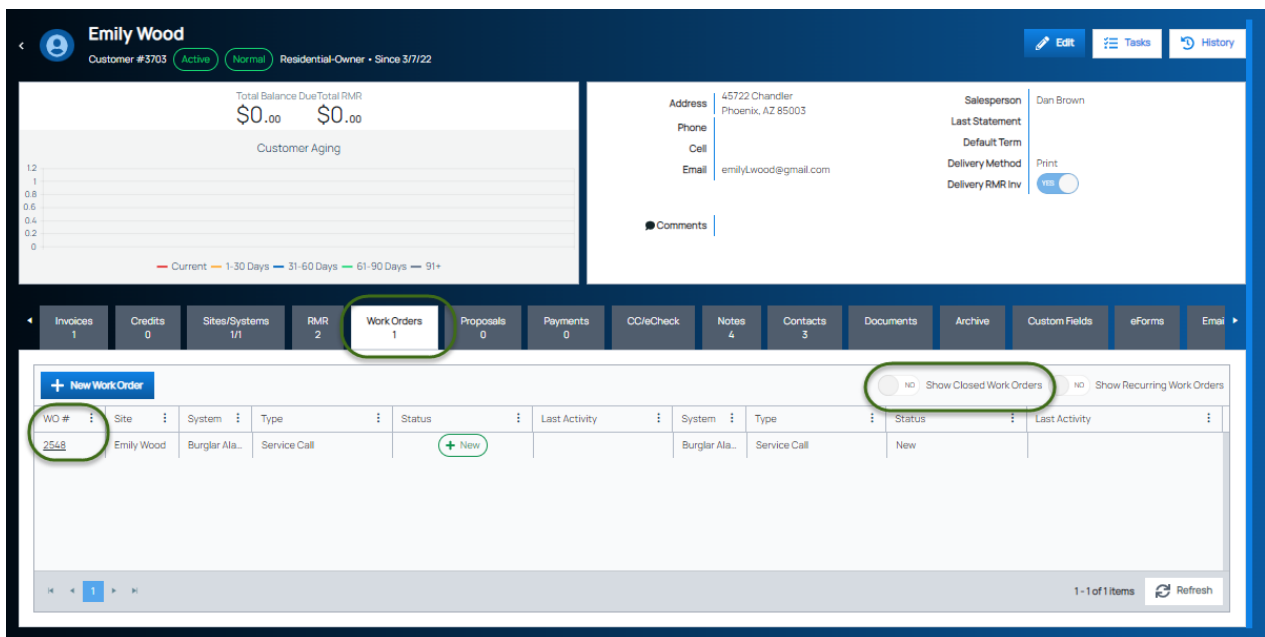 Emily Wood
Customer #3703 Active Normal Residential-Owner • Since 3/7/22
Edit Tasks History
Total Balance Due Total RMR
$0.00 $0.00
Customer Aging
1.2
1
0.8
0.6
0.4
0.2
0
Current 1-30 Days 31-60 Days 61-90 Days 91+
Address 45722 Chandler
Phoenix, AZ 85003
Phone
Cell
Email emilyLwood@gmail.com
Comments
Salesperson Dan Brown
Last Statement
Default Term
Delivery Method Print
Delivery RMR Inv YES
Invoices Credits Sites/Systems RMR Work Orders Proposals Payments CC/eCheck Notes Contacts Documents Archive Custom Fields eForms Emai
1 0 1/1 2 1 0 0 4 3
+ New Work Order NO Show Closed Work Orders NO Show Recurring Work Orders
WO # Site System Type Status Last Activity System Type Status Last Activity
2548 Emily Wood Burglar Ala... Service Call + New Burglar Ala... Service Call New
1 1 - 1 of 1 items Refresh